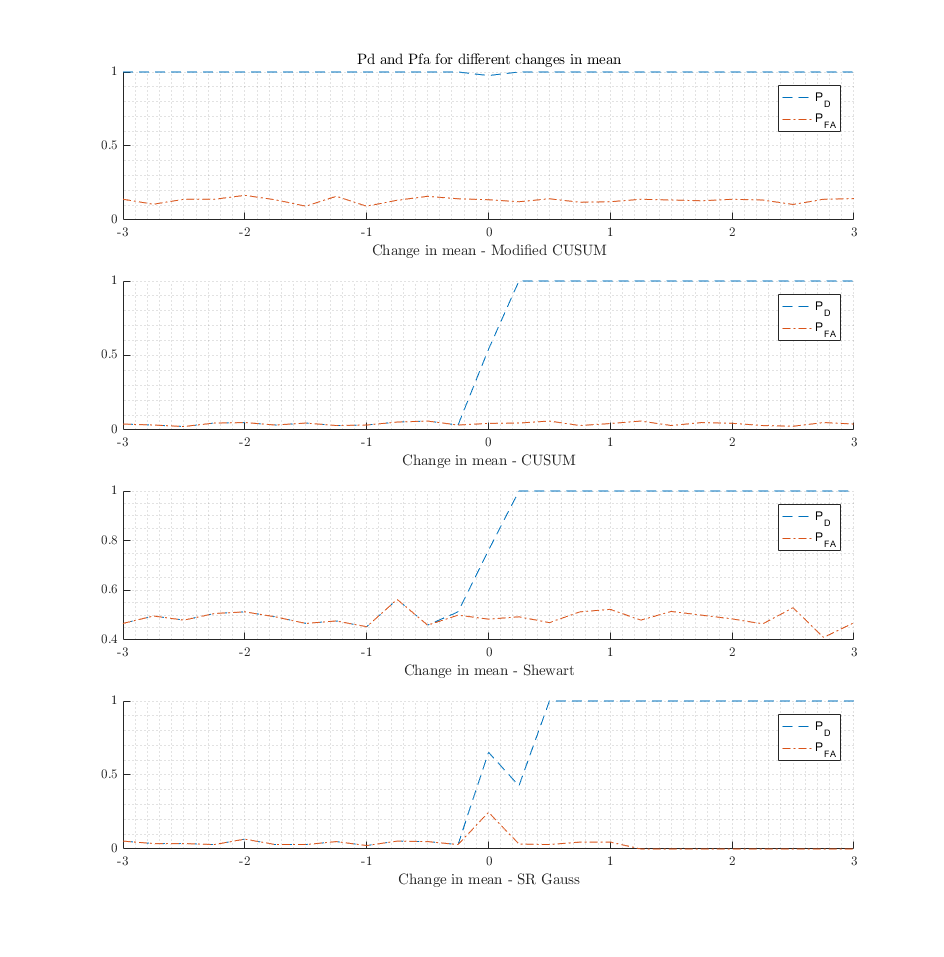 Pd and Pfa for different changes in mean
1
0.5
0
P_D
P_FA
-3 -2 -1 0 1 2 3
Change in mean - Modified CUSUM
1
0.5
0
P_D
P_FA
-3 -2 -1 0 1 2 3
Change in mean - CUSUM
1
0.8
0.6
0.4
P_D
P_FA
-3 -2 -1 0 1 2 3
Change in mean - Shewart
1
0.5
0
P_D
P_FA
-3 -2 -1 0 1 2 3
Change in mean - SR Gauss